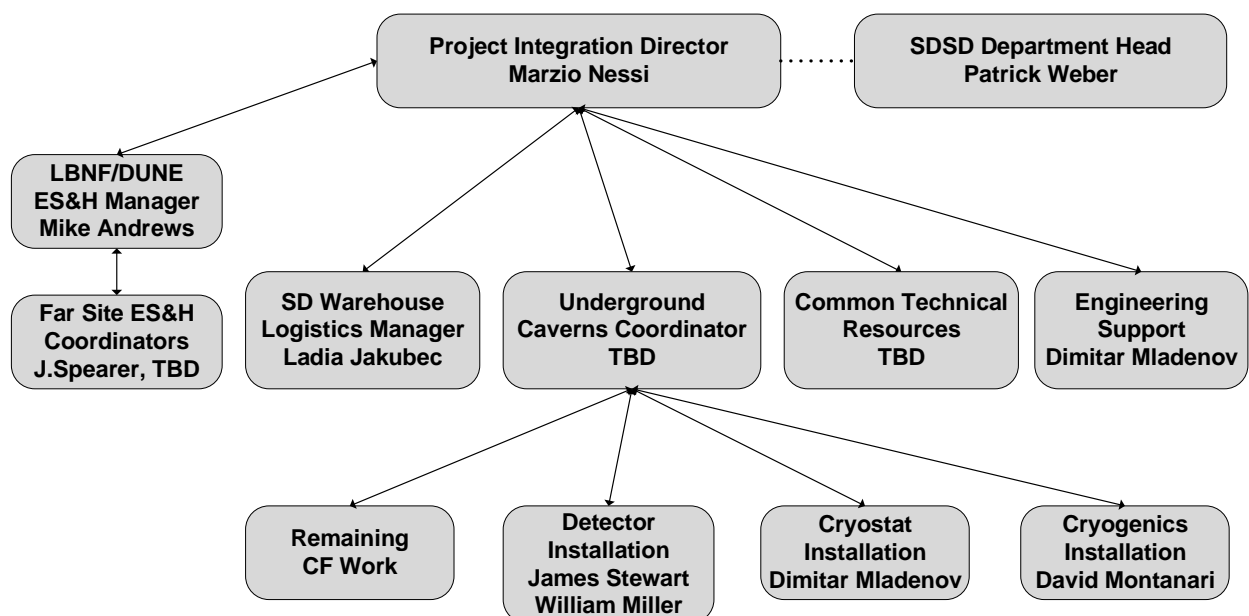 Project Integration Director
Marzio Nessi
SDSD Department Head
Patrick Weber
LBNF/DUNE
ES&H Manager
Mike Andrews
Far Site ES&H
Coordinators
J.Spearer, TBD
SD Warehouse
Logistics Manager
Ladia Jakubec
Underground
Caverns Coordinator
TBD
Common Technical
Resources
TBD
Engineering
Support
Dimitar Mladenov
Remaining
CF Work
Detector
Installation
James Stewart
William Miller
Cryostat
Installation
Dimitar Mladenov
Cryogenics
Installation
David Montanari